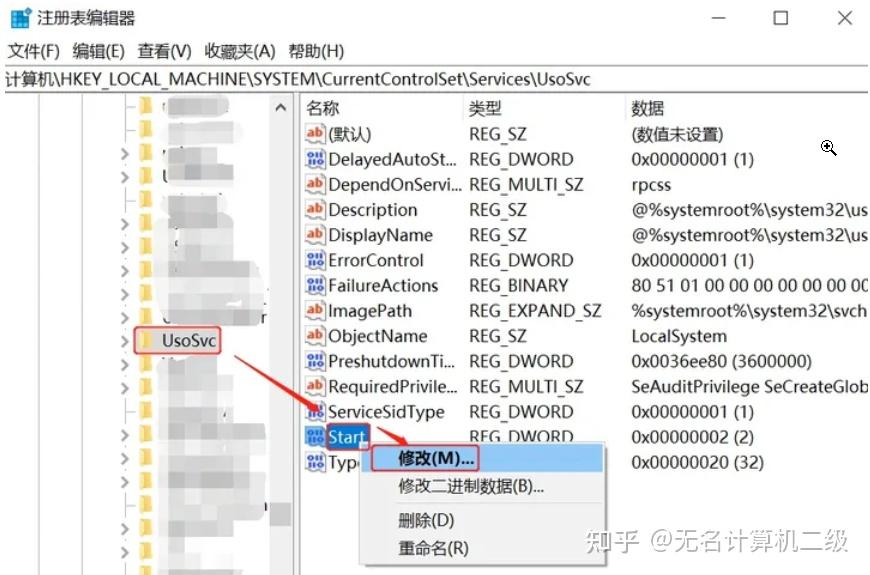 注册表编辑器
文件(F) 编辑(E) 查看(V) 收藏夹(A) 帮助(H)
计算机\HKEY_LOCAL_MACHINE\SYSTEM\CurrentControlSet\Services\UsoSvc
名称 类型 数据
(默认) REG_SZ (数值未设置)
DelayedAutoSt... REG_DWORD 0x00000001 (1)
DependOnServi... REG_MULTI_SZ rpcss
Description REG_SZ @%systemroot%\system32\us
DisplayName REG_SZ @%systemroot%\system32\us
ErrorControl REG_DWORD 0x00000001 (1)
FailureActions REG_BINARY 80 51 01 00 00 00 00 00 00 00
ImagePath REG_EXPAND_SZ %systemroot%\system32\svch
UsoSvc
ObjectName REG_SZ LocalSystem
PreshutdownTi... REG_DWORD 0x0036ee80 (3600000)
RequiredPrivile... REG_MULTI_SZ SeAuditPrivilege SeCreateGlob
ServiceSidType REG_DWORD 0x00000001 (1)
Start REG_DWORD 0x00000002 (2)
Type 0x00000020 (32)
修改(M)...
修改二进制数据(B)...
删除(D)
重命名(R)
知乎 @无名计算机二级